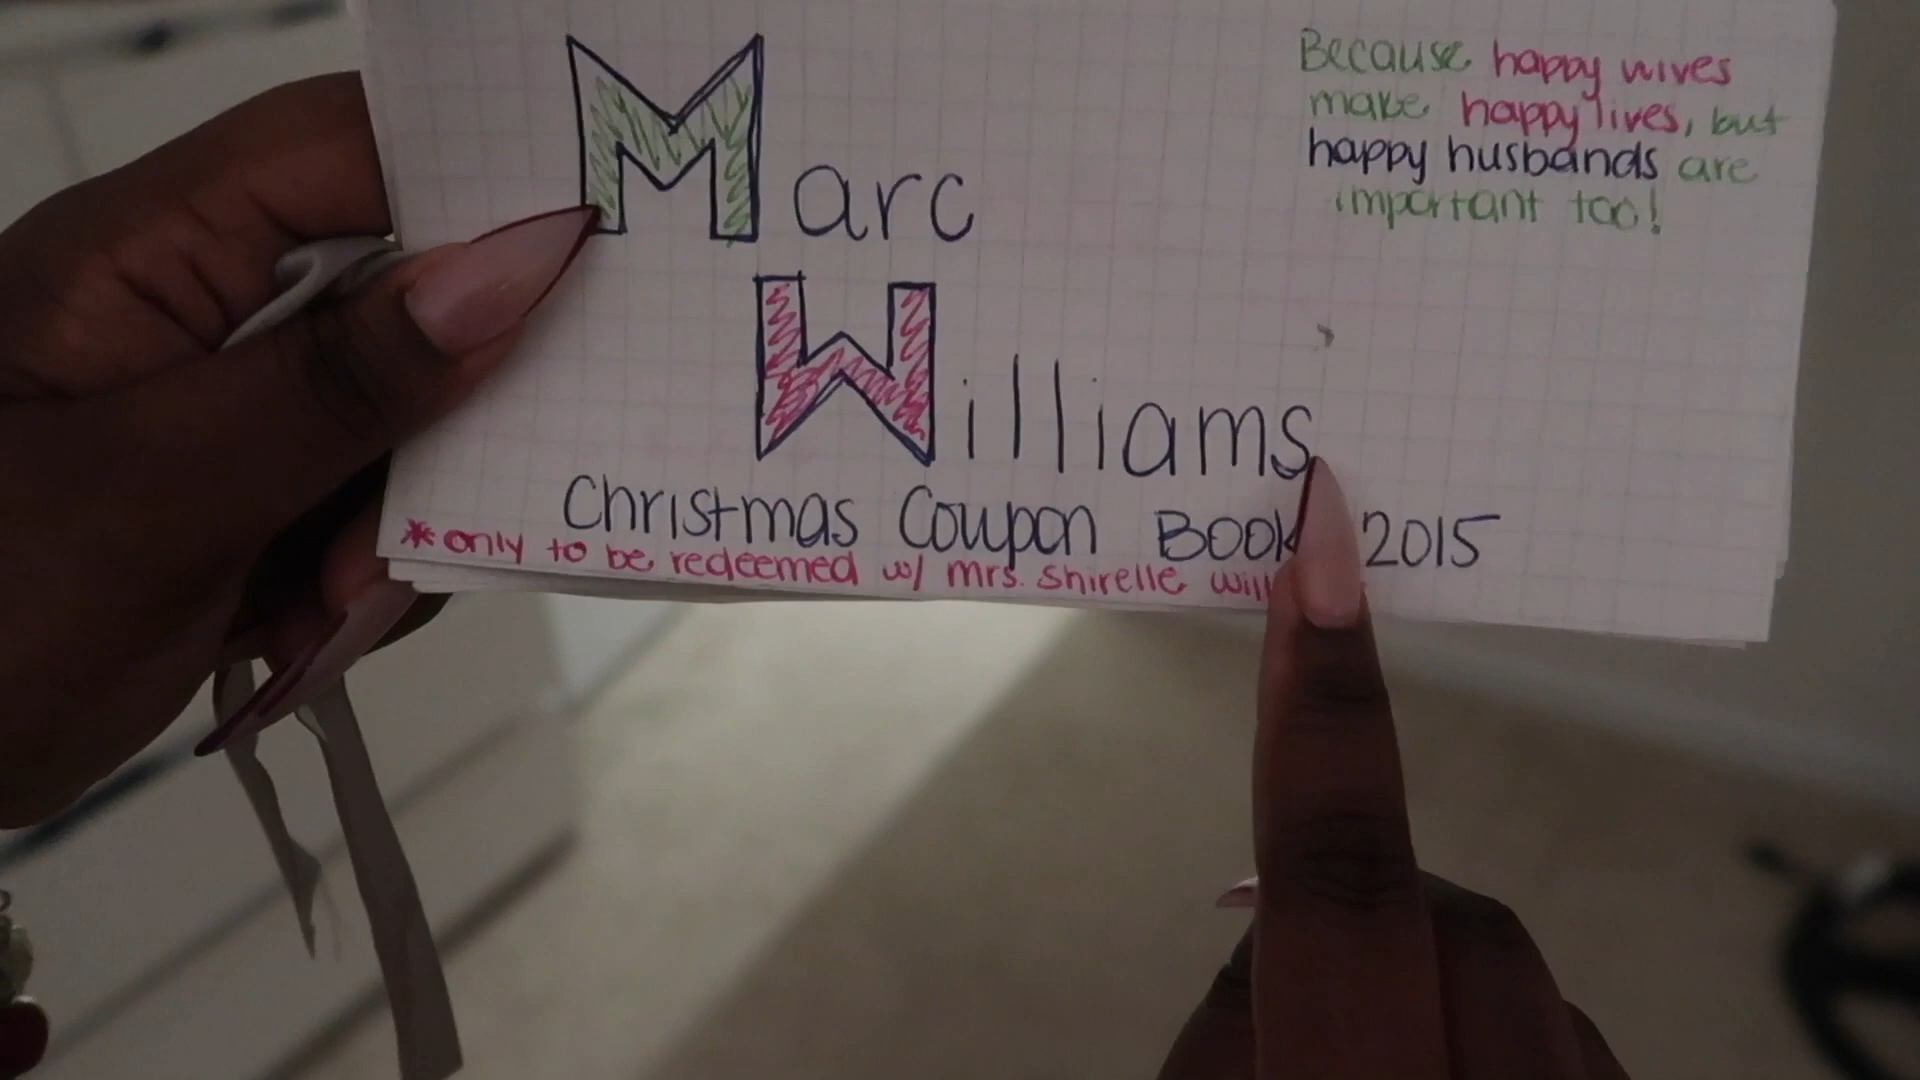 Because happy wives
make happy lives, but
happy husbands are
important too!
Marc
Williams
Christmas Coupon Book 2015
*only to be redeemed w/ mrs. Shirelle